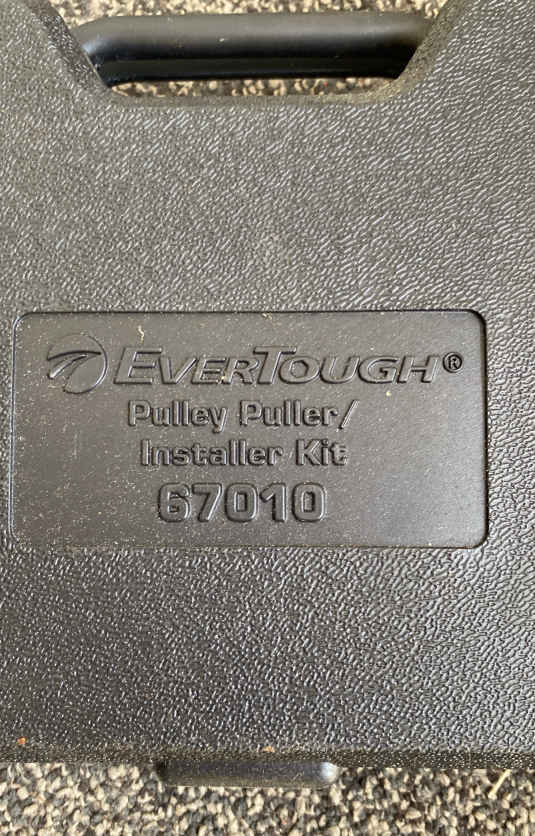 EVERTOUGH®
Pulley Puller/
Installer Kit
67010